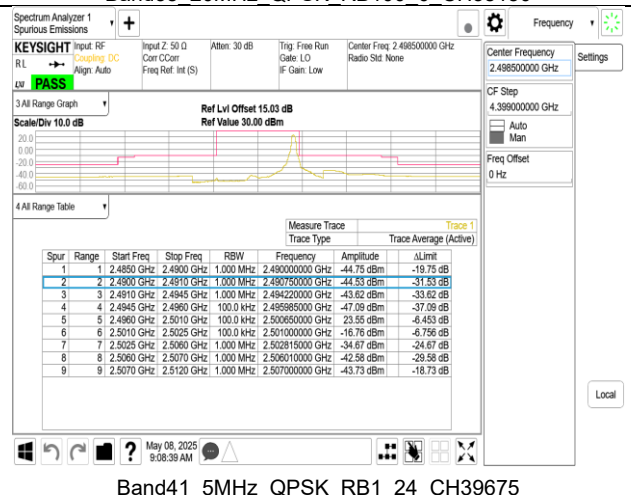 Spectrum Analyzer 1
Spurious Emissions
Frequency
KEYSIGHT
RL
LXI
PASS
Input: RF
Coupling: DC
Align: Auto
Input Z: 50 Ω
Corr CCorr
Freq Ref: Int (S)
Atten: 30 dB
Trig: Free Run
Gate: LO
IF Gain: Low
Center Freq: 2.498500000 GHz
Radio Std: None
Center Frequency
2.498500000 GHz
Settings
CF Step
4.399000000 GHz
Auto
Man
Freq Offset
0 Hz
3 All Range Graph
Scale/Div 10.0 dB
Ref Lvl Offset 15.03 dB
Ref Value 30.00 dBm
20.0
0.00
-20.0
-40.0
-60.0
4 All Range Table
Measure Trace Trace 1
Trace Type Trace Average (Active)
Spur Range Start Freq Stop Freq RBW Frequency Amplitude ΔLimit
1 1 2.4850 GHz 2.4900 GHz 1.000 MHz 2.490000000 GHz -44.75 dBm -19.75 dB
2 2 2.4900 GHz 2.4910 GHz 1.000 MHz 2.490750000 GHz -44.53 dBm -31.53 dB
3 3 2.4910 GHz 2.4945 GHz 1.000 MHz 2.494220000 GHz -43.62 dBm -33.62 dB
4 4 2.4945 GHz 2.4960 GHz 100.0 kHz 2.495985000 GHz -47.09 dBm -37.09 dB
5 5 2.4960 GHz 2.5010 GHz 100.0 kHz 2.500650000 GHz 23.55 dBm -6.453 dB
6 6 2.5010 GHz 2.5025 GHz 100.0 kHz 2.501000000 GHz -16.76 dBm -6.756 dB
7 7 2.5025 GHz 2.5060 GHz 1.000 MHz 2.502815000 GHz -34.67 dBm -24.67 dB
8 8 2.5060 GHz 2.5070 GHz 1.000 MHz 2.506010000 GHz -42.58 dBm -29.58 dB
9 9 2.5070 GHz 2.5120 GHz 1.000 MHz 2.507000000 GHz -43.73 dBm -18.73 dB
Local
May 08, 2025
9:08:39 AM
Band41_5MHz_QPSK_RB1_24_CH39675